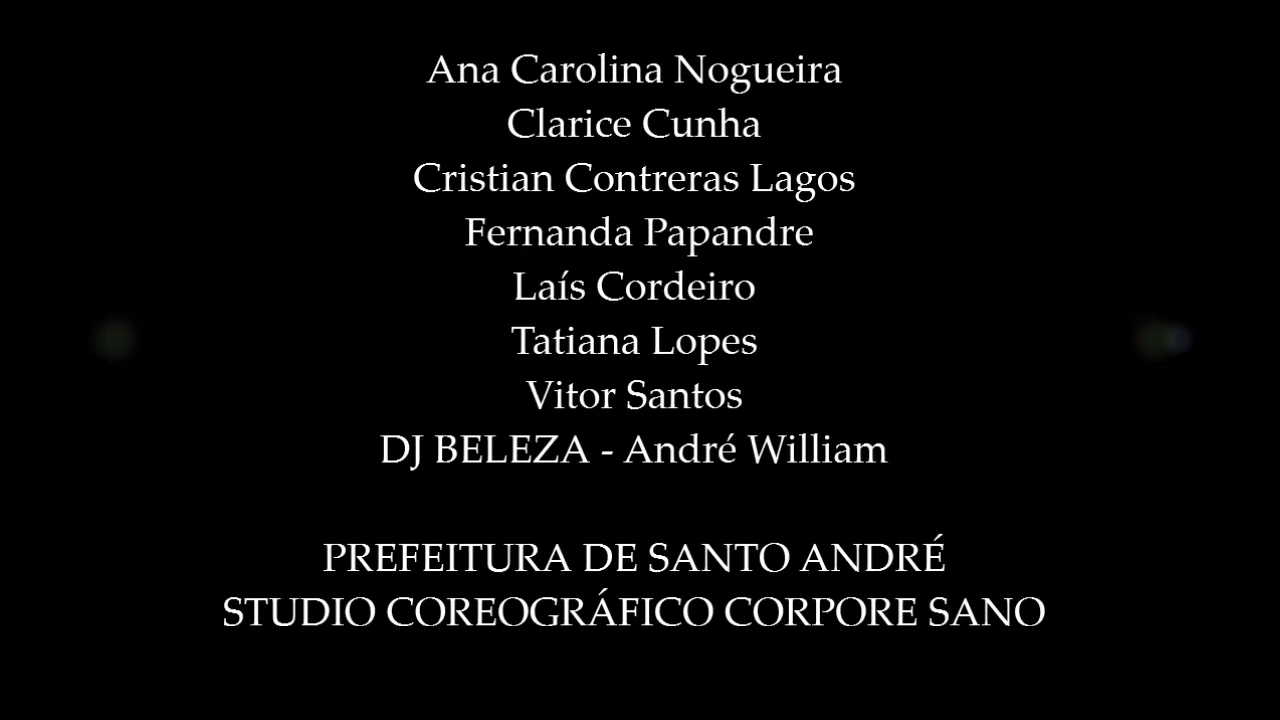 Ana Carolina Nogueira
Clarice Cunha
Cristian Contreras Lagos
Fernanda Papandre
Laís Cordeiro
Tatiana Lopes
Vitor Santos
DJ BELEZA - André William
PREFEITURA DE SANTO ANDRÉ
STUDIO COREOGRÁFICO CORPORE SANO